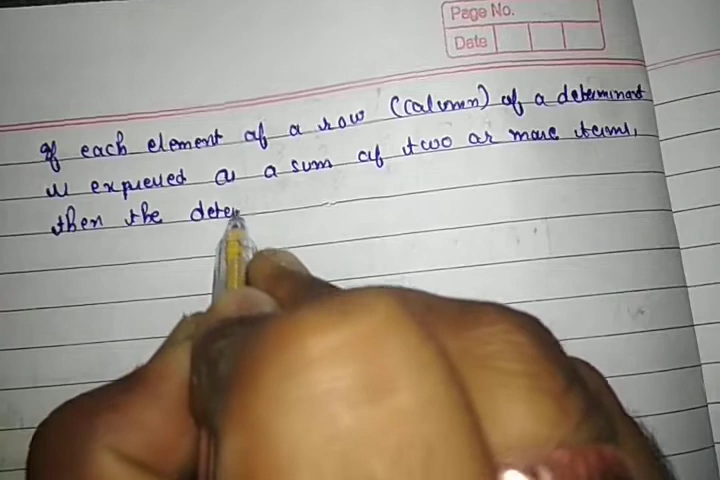 Page No.
Date
If each element of a row (column) of a determinant
is expressed as a sum of two or more terms,
then the deter